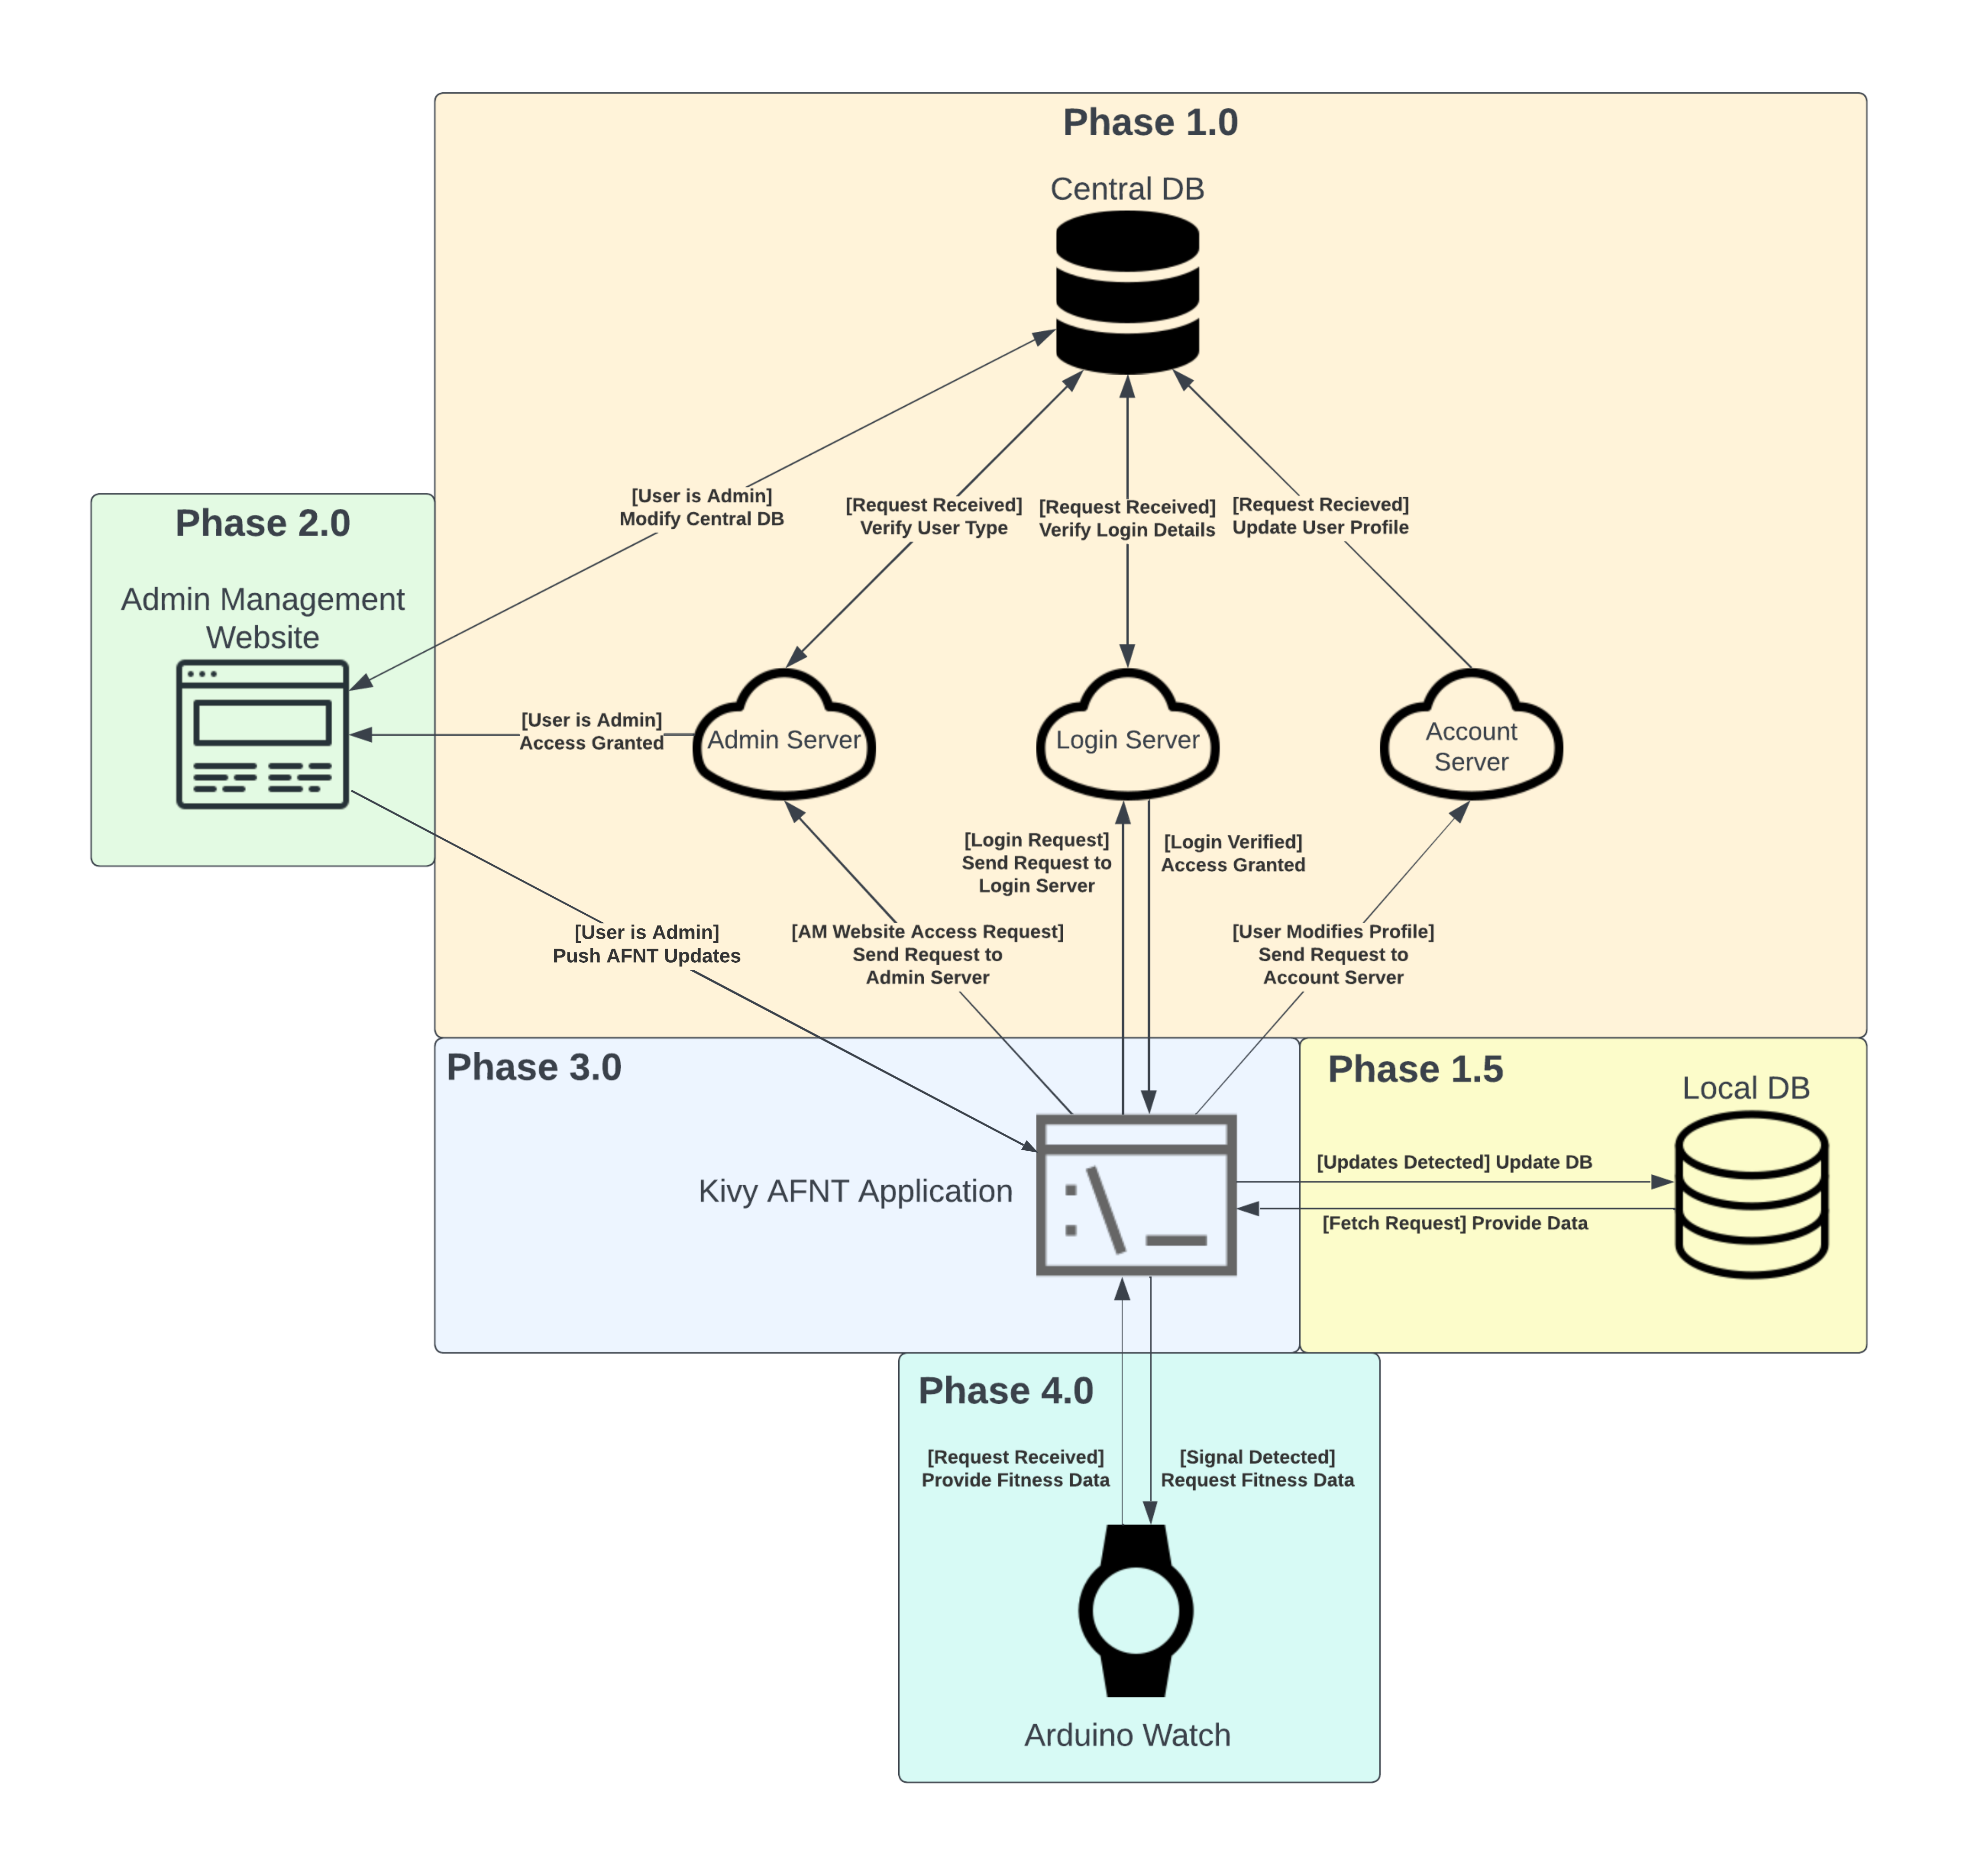 Phase 1.0
Central DB
[User is Admin]
Modify Central DB
[Request Received]
Verify User Type
[Request Received]
Verify Login Details
[Request Recieved]
Update User Profile
Phase 2.0
Admin Management
Website
[User is Admin]
Access Granted
Admin Server
Login Server
Account
Server
[Login Request]
Send Request to
Login Server
[Login Verified]
Access Granted
[User is Admin]
Push AFNT Updates
[AM Website Access Request]
Send Request to
Admin Server
[User Modifies Profile]
Send Request to
Account Server
Phase 3.0
Kivy AFNT Application
:\_
Phase 1.5
Local DB
[Updates Detected] Update DB
[Fetch Request] Provide Data
Phase 4.0
[Request Received]
Provide Fitness Data
[Signal Detected]
Request Fitness Data
Arduino Watch